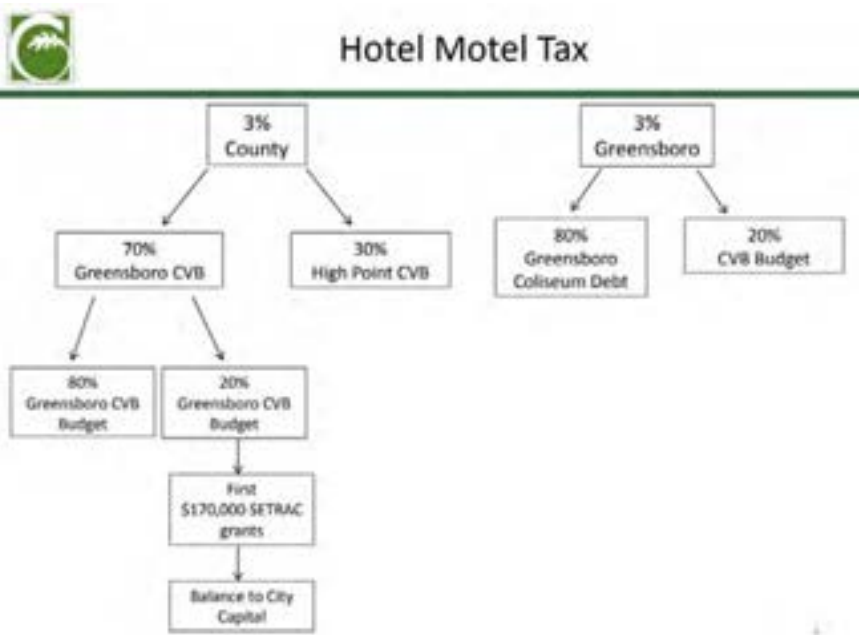 Hotel Motel Tax
3%
County
3%
Greensboro
70%
Greensboro CVB
30%
High Point CVB
80%
Greensboro
Coliseum Debt
20%
CVB Budget
80%
Greensboro CVB
Budget
20%
Greensboro CVB
Budget
First
$170,000 SETRAC
grants
Balance to City
Capital